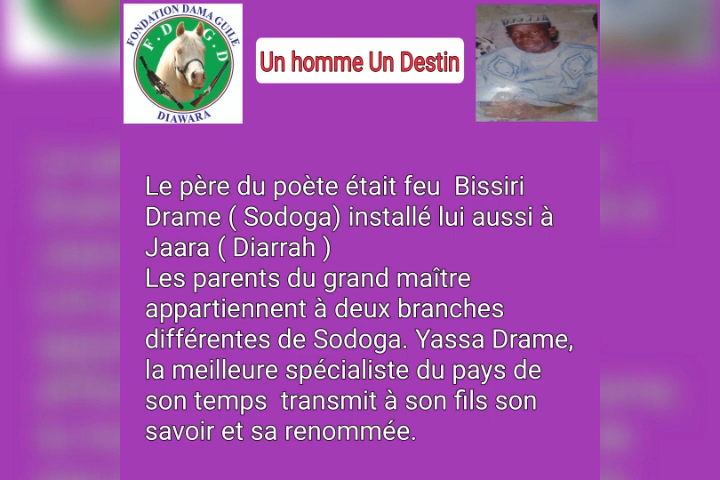 FONDATION DAMA GUILE
F.D.G.D
DIAWARA
Un homme Un Destin
Le père du poète était feu  Bissiri
Drame ( Sodoga) installé lui aussi à
Jaara ( Diarrah )
Les parents du grand maître
appartiennent à deux branches
différentes de Sodoga. Yassa Drame,
la meilleure spécialiste du pays de
son temps  transmit à son fils son
savoir et sa renommée.